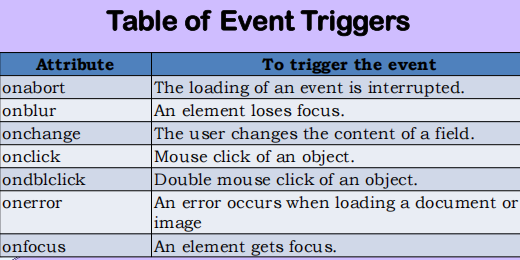 Table of Event Triggers
Attribute To trigger the event
onabort The loading of an event is interrupted.
onblur An element loses focus.
onchange The user changes the content of a field.
onclick Mouse click of an object.
ondblclick Double mouse click of an object.
onerror An error occurs when loading a document or
image
onfocus An element gets focus.